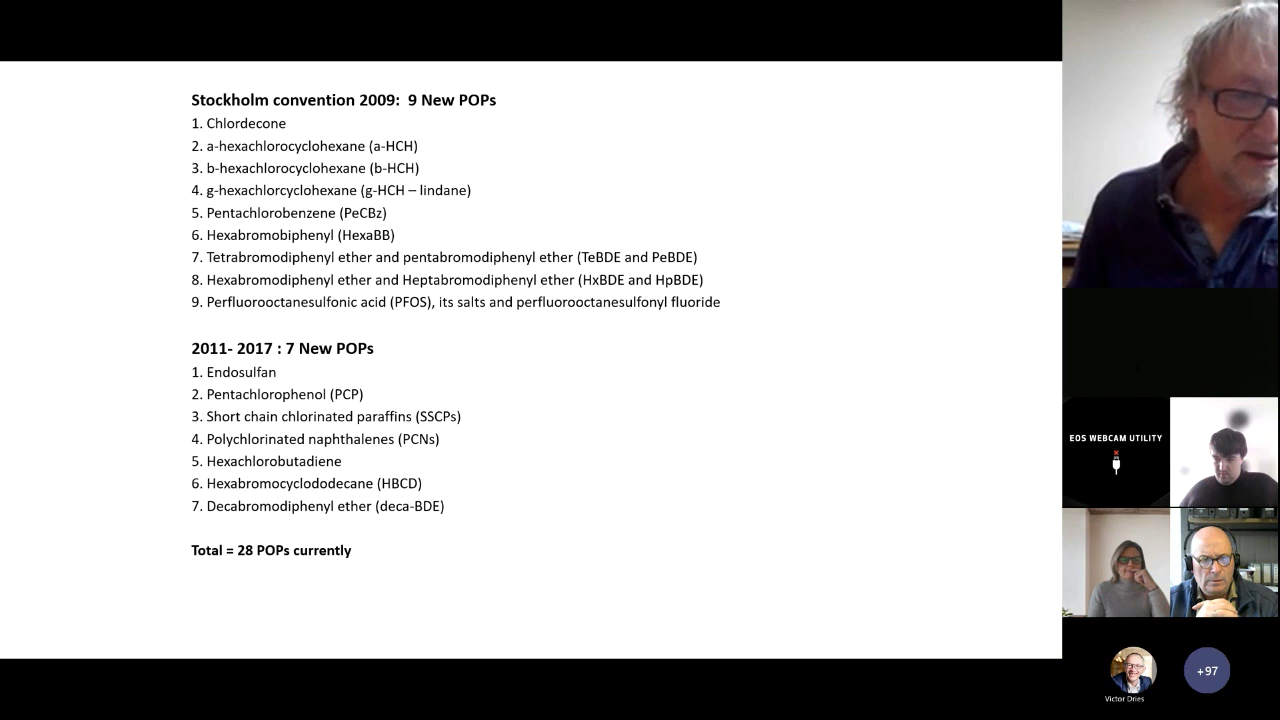 Stockholm convention 2009:  9 New POPs
1. Chlordecone
2. a-hexachlorocyclohexane (a-HCH)
3. b-hexachlorocyclohexane (b-HCH)
4. g-hexachlorcyclohexane (g-HCH – lindane)
5. Pentachlorobenzene (PeCBz)
6. Hexabromobiphenyl (HexaBB)
7. Tetrabromodiphenyl ether and pentabromodiphenyl ether (TeBDE and PeBDE)
8. Hexabromodiphenyl ether and Heptabromodiphenyl ether (HxBDE and HpBDE)
9. Perfluorooctanesulfonic acid (PFOS), its salts and perfluorooctanesulfonyl fluoride
2011- 2017 : 7 New POPs
1. Endosulfan
2. Pentachlorophenol (PCP)
3. Short chain chlorinated paraffins (SSCPs)
4. Polychlorinated naphthalenes (PCNs)
5. Hexachlorobutadiene
6. Hexabromocyclododecane (HBCD)
7. Decabromodiphenyl ether (deca-BDE)
Total = 28 POPs currently
EOS WEBCAM UTILITY
Victor Dries
+97